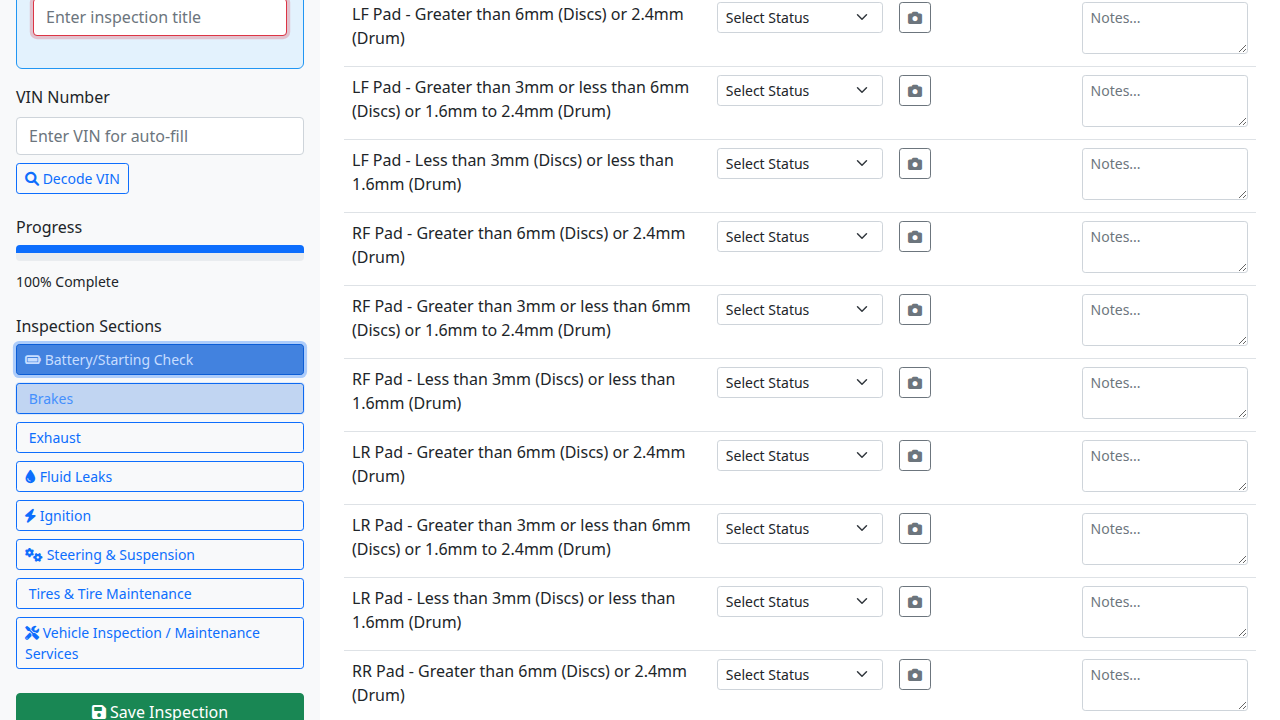 Enter inspection title
VIN Number
Enter VIN for auto-fill
Decode VIN
Progress
100% Complete
Inspection Sections
Battery/Starting Check
Brakes
Exhaust
Fluid Leaks
Ignition
Steering & Suspension
Tires & Tire Maintenance
Vehicle Inspection / Maintenance
Services
Save Inspection
LF Pad - Greater than 6mm (Discs) or 2.4mm
(Drum)
Select Status
Notes...
LF Pad - Greater than 3mm or less than 6mm
(Discs) or 1.6mm to 2.4mm (Drum)
Select Status
Notes...
LF Pad - Less than 3mm (Discs) or less than
1.6mm (Drum)
Select Status
Notes...
RF Pad - Greater than 6mm (Discs) or 2.4mm
(Drum)
Select Status
Notes...
RF Pad - Greater than 3mm or less than 6mm
(Discs) or 1.6mm to 2.4mm (Drum)
Select Status
Notes...
RF Pad - Less than 3mm (Discs) or less than
1.6mm (Drum)
Select Status
Notes...
LR Pad - Greater than 6mm (Discs) or 2.4mm
(Drum)
Select Status
Notes...
LR Pad - Greater than 3mm or less than 6mm
(Discs) or 1.6mm to 2.4mm (Drum)
Select Status
Notes...
LR Pad - Less than 3mm (Discs) or less than
1.6mm (Drum)
Select Status
Notes...
RR Pad - Greater than 6mm (Discs) or 2.4mm
(Drum)
Select Status
Notes...